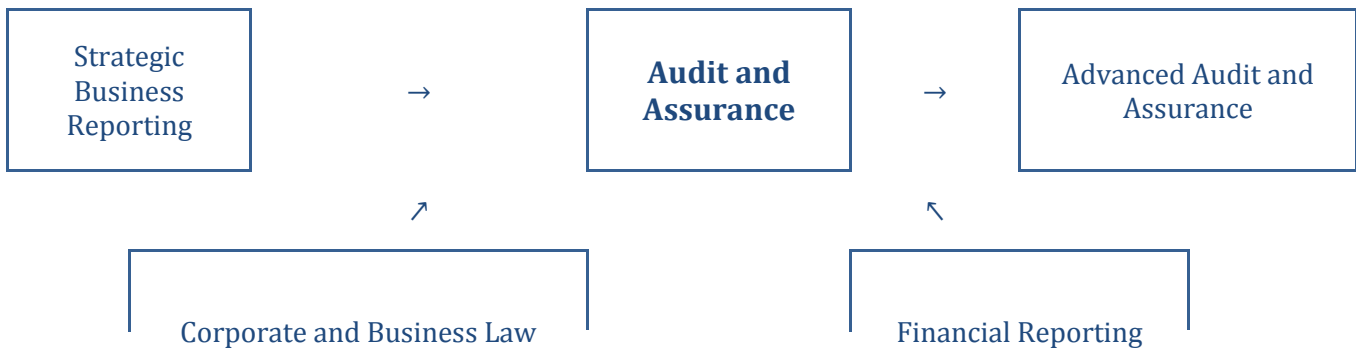 Strategic
Business
Reporting
→
Audit and
Assurance
→
Advanced Audit and
Assurance
↗
↖
Corporate and Business Law
Financial Reporting